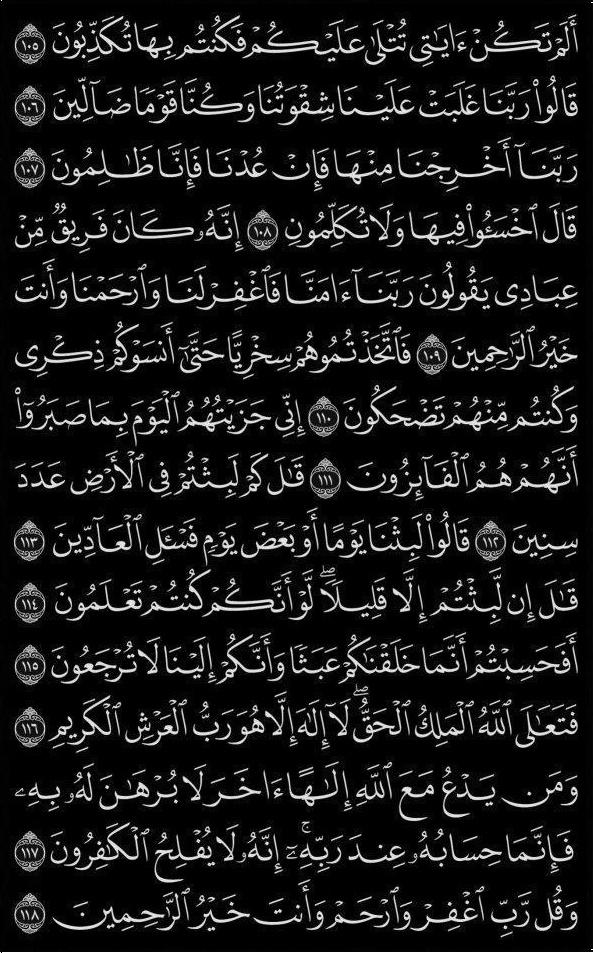 أَلَمْ تَكُنْ ءَايَٰتِى تُتْلَىٰ عَلَيْكُمْ فَكُنتُم بِهَا تُكَذِّبُونَ ١٠٥
قَالُوا۟ رَبَّنَا غَلَبَتْ عَلَيْنَا شِقْوَتُنَا وَكُنَّا قَوْمًا ضَآلِّينَ ١٠٦
رَبَّنَآ أَخْرِجْنَا مِنْهَا فَإِنْ عُدْنَا فَإِنَّا ظَٰلِمُونَ ١٠٧
قَالَ ٱخْسَـُٔوا۟ فِيهَا وَلَا تُكَلِّمُونِ ١٠٨ إِنَّهُۥ كَانَ فَرِيقٌ مِّنْ
عِبَادِى يَقُولُونَ رَبَّنَآ ءَامَنَّا فَٱغْفِرْ لَنَا وَٱرْحَمْنَا وَأَنتَ
خَيْرُ ٱلرَّٰحِمِينَ ١٠٩ فَٱتَّخَذْتُمُوهُمْ سِخْرِيًّا حَتَّىٰٓ أَنسَوْكُمْ ذِكْرِى
وَكُنتُم مِّنْهُمْ تَضْحَكُونَ ١١٠ إِنِّى جَزَيْتُهُمُ ٱلْيَوْمَ بِمَا صَبَرُوٓا۟
أَنَّهُمْ هُمُ ٱلْفَآئِزُونَ ١١١ قَٰلَ كَمْ لَبِثْتُمْ فِى ٱلْأَرْضِ عَدَدَ
سِنِينَ ١١٢ قَالُوا۟ لَبِثْنَا يَوْمًا أَوْ بَعْضَ يَوْمٍ فَسْـَٔلِ ٱلْعَآدِّينَ ١١٣
قَٰلَ إِن لَّبِثْتُمْ إِلَّا قَلِيلًا ۖ لَّوْ أَنَّكُمْ كُنتُمْ تَعْلَمُونَ ١١٤
أَفَحَسِبْتُمْ أَنَّمَا خَلَقْنَٰكُمْ عَبَثًا وَأَنَّكُمْ إِلَيْنَا لَا تُرْجَعُونَ ١١٥
فَتَعَٰلَى ٱللَّهُ ٱلْمَلِكُ ٱلْحَقُّ ۖ لَآ إِلَٰهَ إِلَّا هُوَ رَبُّ ٱلْعَرْشِ ٱلْكَرِيمِ ١١٦
وَمَن يَدْعُ مَعَ ٱللَّهِ إِلَٰهًا ءَاخَرَ لَا بُرْهَٰنَ لَهُۥ بِهِۦ
فَإِنَّمَا حِسَابُهُۥ عِندَ رَبِّهِۦٓ ۚ إِنَّهُۥ لَا يُفْلِحُ ٱلْكَٰفِرُونَ ١١٧
وَقُل رَّبِّ ٱغْفِرْ وَٱرْحَمْ وَأَنتَ خَيْرُ ٱلرَّٰحِمِينَ ١١٨